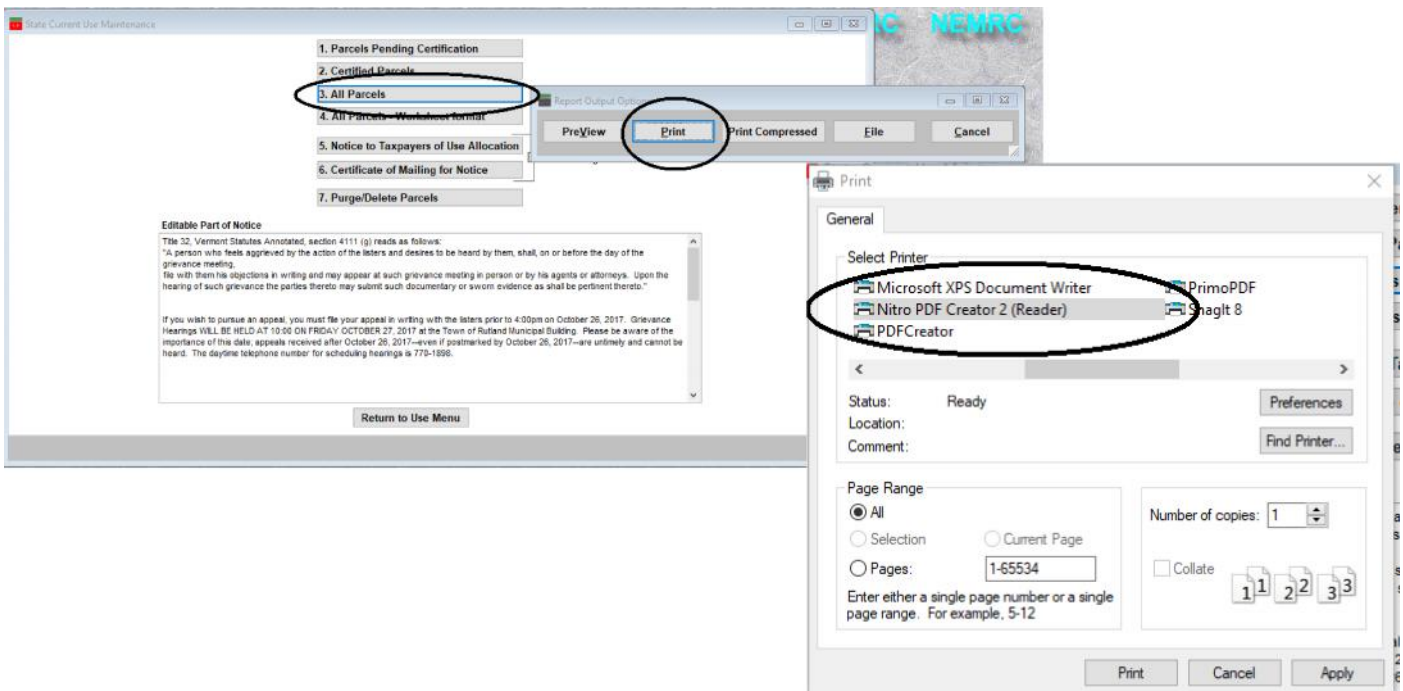 State Current Use Maintenance
NEMRC
1. Parcels Pending Certification
2. Certified Parcels
3. All Parcels
4. All Parcels - Worksheet format
5. Notice to Taxpayers of Use Allocation
6. Certificate of Mailing for Notice
7. Purge/Delete Parcels
Editable Part of Notice
Title 32, Vermont Statutes Annotated, section 4111 (g) reads as follows:
"A person who feels aggrieved by the action of the listers and desires to be heard by them, shall, on or before the day of the
grievance meeting,
file with them his objections in writing and may appear at such grievance meeting in person or by his agents or attorneys. Upon the
hearing of such grievance the parties thereto may submit such documentary or sworn evidence as shall be pertinent thereto."
If you wish to pursue an appeal, you must file your appeal in writing with the listers prior to 4:00pm on October 26, 2017. Grievance
Hearings WILL BE HELD AT 10:00 ON FRIDAY OCTOBER 27, 2017 at the Town of Rutland Municipal Building. Please be aware of the
importance of this date, appeals received after October 26, 2017--even if postmarked by October 26, 2017--are untimely and cannot be
heard. The daytime telephone number for scheduling hearings is 770-1898.
Return to Use Menu
Report Output Option
PreView Print Print Compressed File Cancel
Print
General
Select Printer
Microsoft XPS Document Writer PrimoPDF
Nitro PDF Creator 2 (Reader) SnagIt 8
PDFCreator
Status: Ready Preferences
Location:
Comment: Find Printer...
Page Range
All Number of copies: 1
Selection Current Page
Pages: 1-65534 Collate
11 22 33
Enter either a single page number or a single
page range. For example, 5-12
Print Cancel Apply